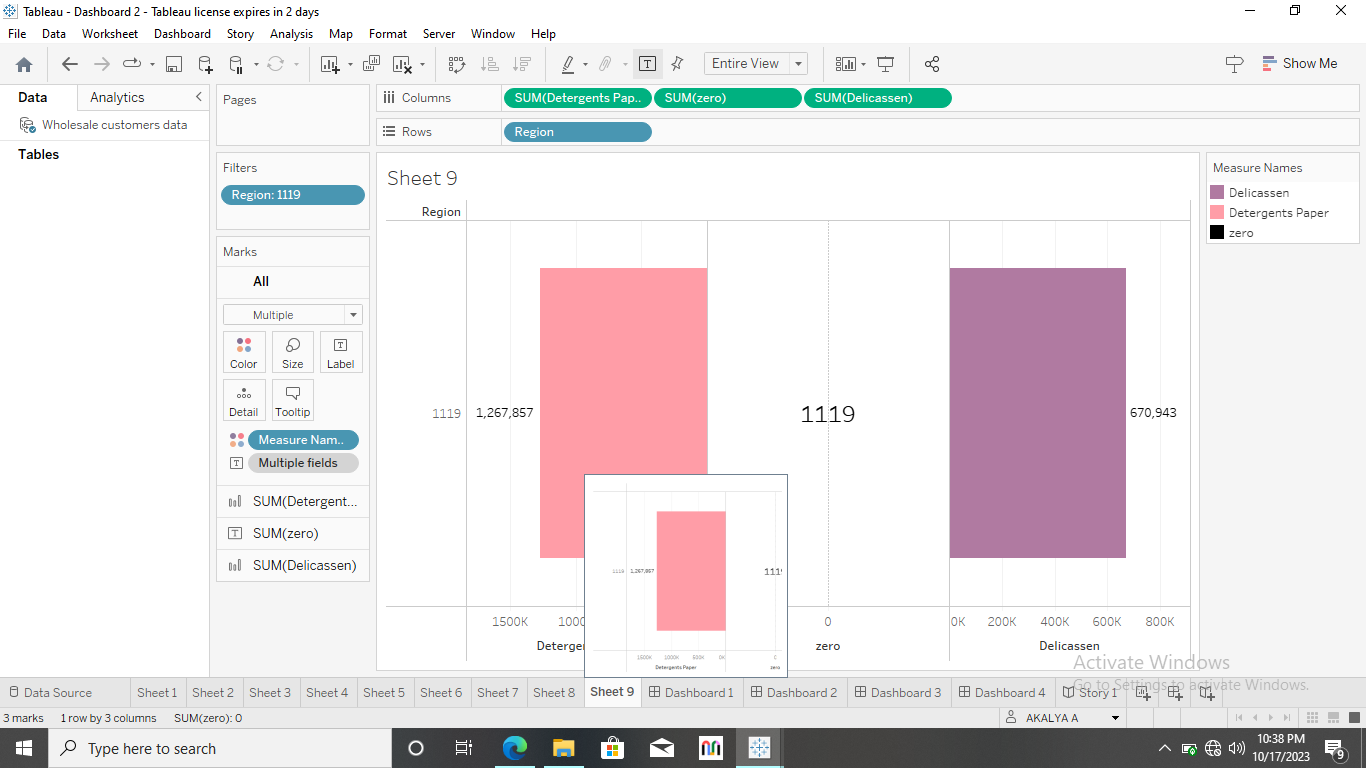 Tableau - Dashboard 2 - Tableau license expires in 2 days
File Data Worksheet Dashboard Story Analysis Map Format Server Window Help
Entire View
Show Me
Data Analytics
Wholesale customers data
Tables
Pages
Filters
Region: 1119
Marks
All
Multiple
Color Size Label
Detail Tooltip
Measure Nam..
Multiple fields
SUM(Detergent...
SUM(zero)
SUM(Delicassen)
Columns SUM(Detergents Pap.. SUM(zero) SUM(Delicassen)
Rows Region
Sheet 9
Region
1119 1,267,857 1119 670,943
1500K 1000 0 0K 200K 400K 600K 800K
Deterge zero Delicassen
1119 1,267,857 1119
1500K 1000K 500K 0K
Detergents Paper zero
Measure Names
Delicassen
Detergents Paper
zero
Activate Windows
Go to Settings to activate Windows.
Data Source Sheet 1 Sheet 2 Sheet 3 Sheet 4 Sheet 5 Sheet 6 Sheet 7 Sheet 8 Sheet 9 Dashboard 1 Dashboard 2 Dashboard 3 Dashboard 4 Story 1
3 marks 1 row by 3 columns SUM(zero): 0 AKALYA A
Type here to search
10:38 PM
10/17/2023
9